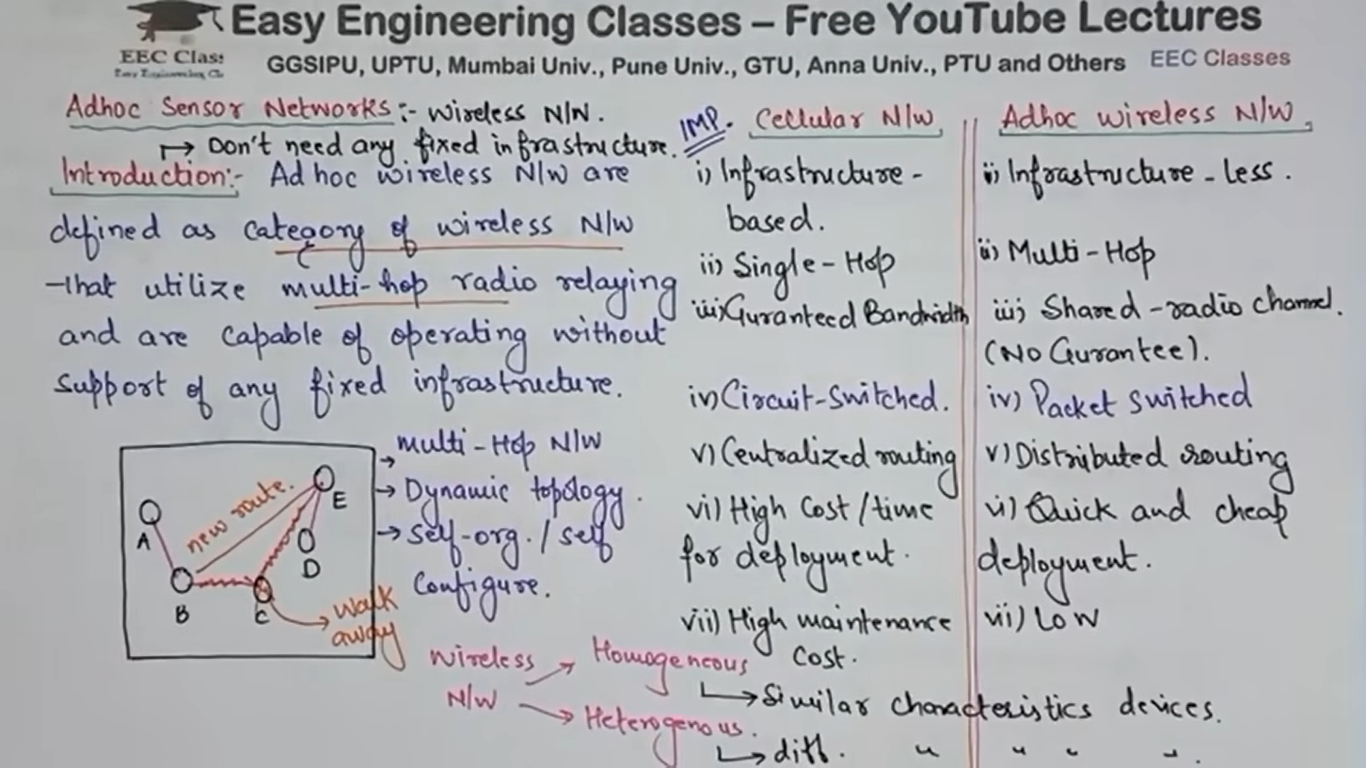 Easy Engineering Classes – Free YouTube Lectures
EEC Clas
GGSIPU, UPTU, Mumbai Univ., Pune Univ., GTU, Anna Univ., PTU and Others EEC Classes
Adhoc Sensor Networks :- Wireless N/W.
↦ Don't need any fixed infrastructure.
Introduction:- Ad hoc wireless N/W are
defined as category of wireless N/W
that utilize multi-hop radio relaying
and are capable of operating without
support of any fixed infrastructure.
A
B
C
D
E
new route.
walk
away
→ multi-Hop N/W
→ Dynamic topology.
→ Self-org./self
Configure.
Wireless
N/W
→ Homogeneous
↳ Similar characteristics devices.
→ Heterogenous.
↳ diff. " " " ".
IMP. Cellular N/W
i) Infrastructure-
based.
ii) Single-Hop
iii) Guranteed Bandwidth
iv) Circuit-Switched.
v) Centralized routing
vi) High Cost/time
for deployment.
vii) High maintenance
Cost.
Adhoc wireless N/W.
i) Infrastructure-Less.
ii) Multi-Hop
iii) Shared-radio channel.
(No Gurantee).
iv) Packet Switched
v) Distributed routing
vi) Quick and cheap
deployment.
vii) Low